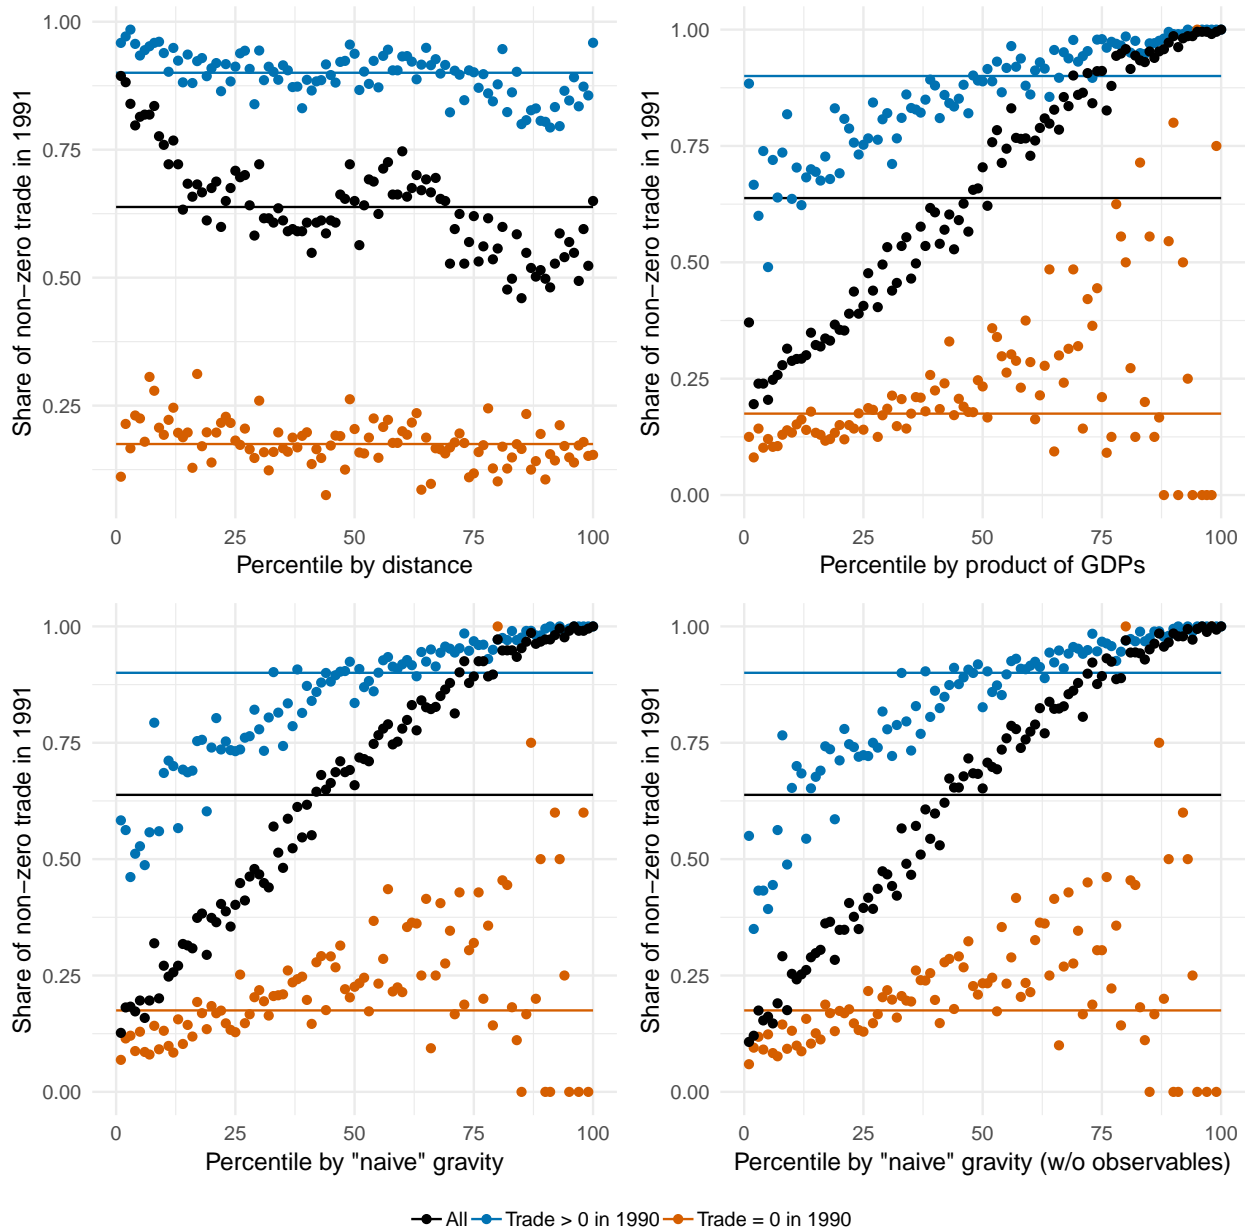 Share of non−zero trade in 1991
1.00
0.75
0.50
0.25
0 25 50 75 100
Percentile by distance
Share of non−zero trade in 1991
1.00
0.75
0.50
0.25
0.00
0 25 50 75 100
Percentile by product of GDPs
Share of non−zero trade in 1991
1.00
0.75
0.50
0.25
0.00
0 25 50 75 100
Percentile by "naive" gravity
Share of non−zero trade in 1991
1.00
0.75
0.50
0.25
0.00
0 25 50 75 100
Percentile by "naive" gravity (w/o observables)
All Trade > 0 in 1990 Trade = 0 in 1990